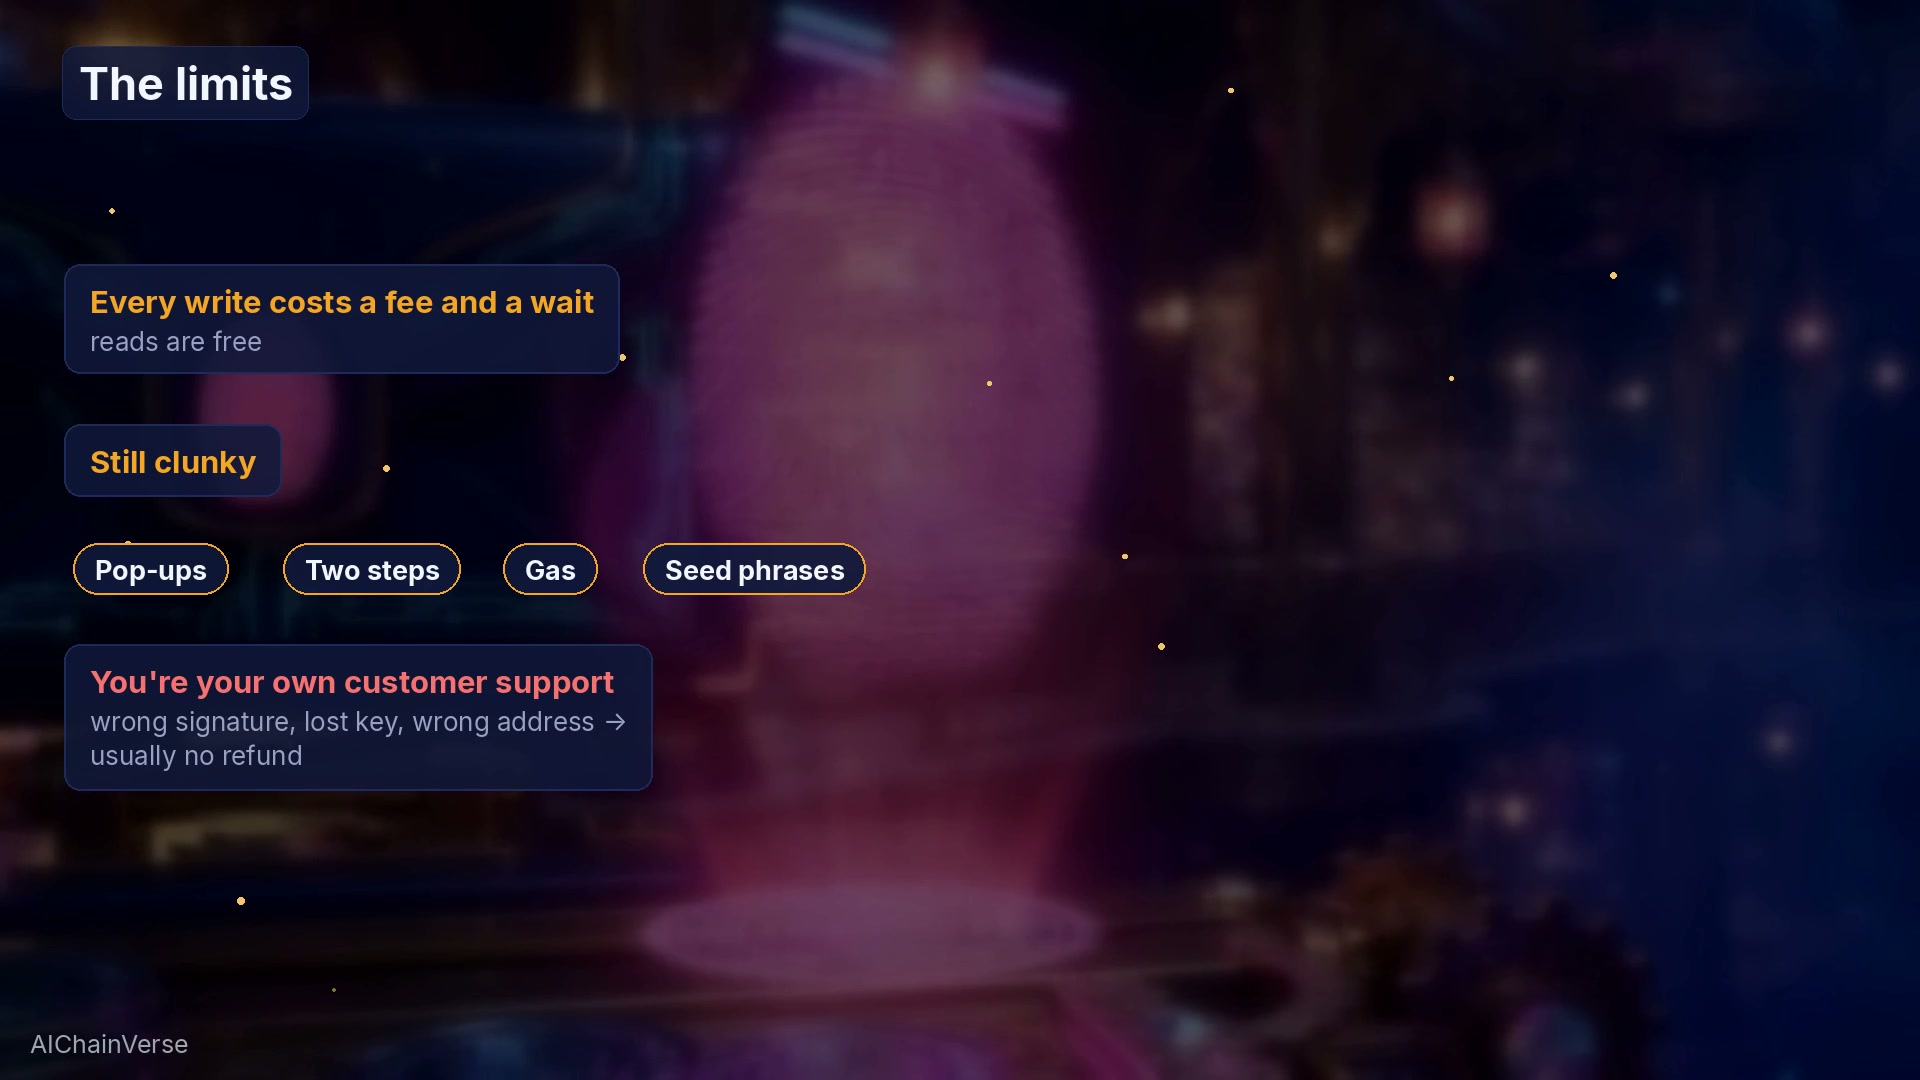 The limits
Every write costs a fee and a wait
reads are free
Still clunky
Pop-ups
Two steps
Gas
Seed phrases
You're your own customer support
wrong signature, lost key, wrong address →
usually no refund
AIChainVerse